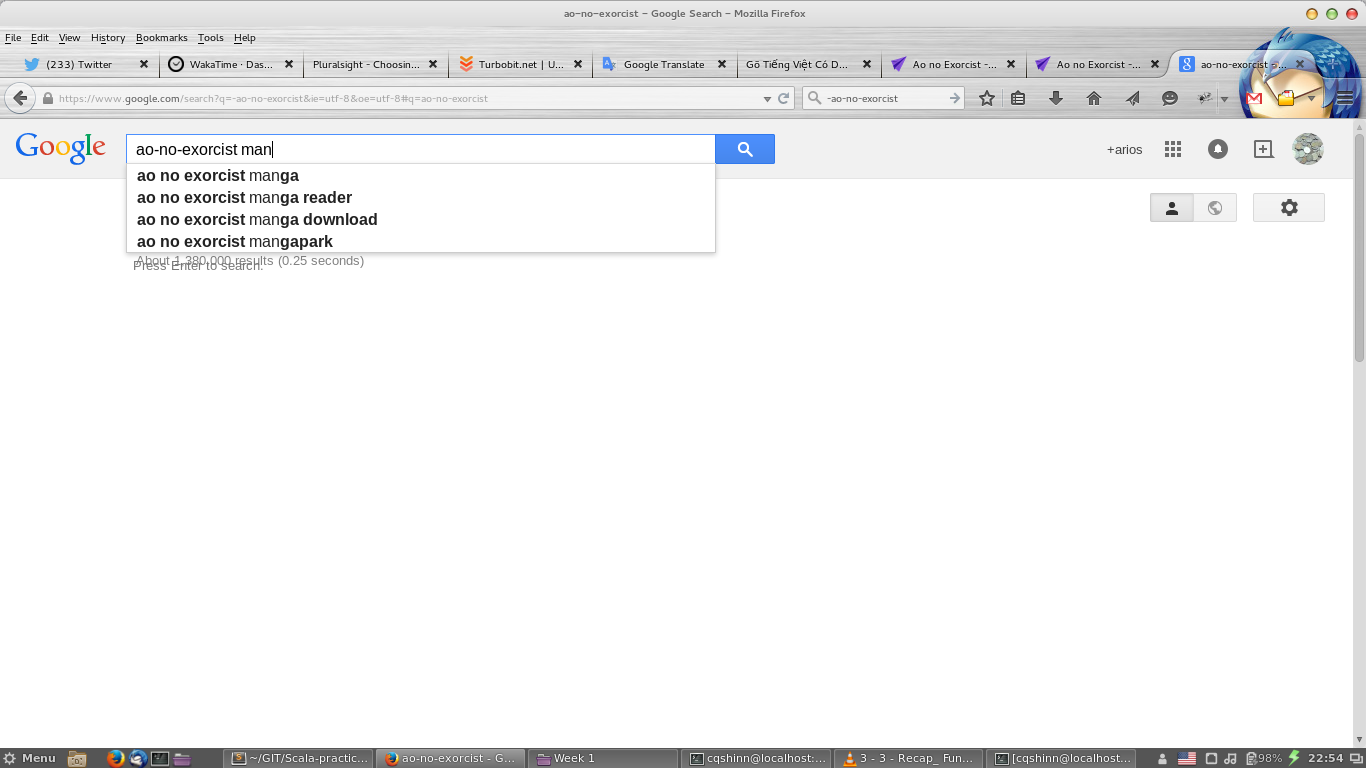 ao-no-exorcist - Google Search - Mozilla Firefox
File Edit View History Bookmarks Tools Help
(233) Twitter WakaTime · Das... Pluralsight - Choosin... Turbobit.net | U... Google Translate Gõ Tiếng Việt Có D... Ao no Exorcist -... Ao no Exorcist -... ao-no-exorcist -...
https://www.google.com/search?q=-ao-no-exorcist&ie=utf-8&oe=utf-8#q=ao-no-exorcist -ao-no-exorcist
Google ao-no-exorcist man +arios
ao no exorcist manga
ao no exorcist manga reader
ao no exorcist manga download
ao no exorcist mangapark
About 1,380,000 results (0.25 seconds)
Press Enter to search.
Menu ~/GIT/Scala-practic... ao-no-exorcist - G... Week 1 cqshinn@localhost:... 3 - 3 - Recap_ Fun... [cqshinn@localhost... 98% 22:54